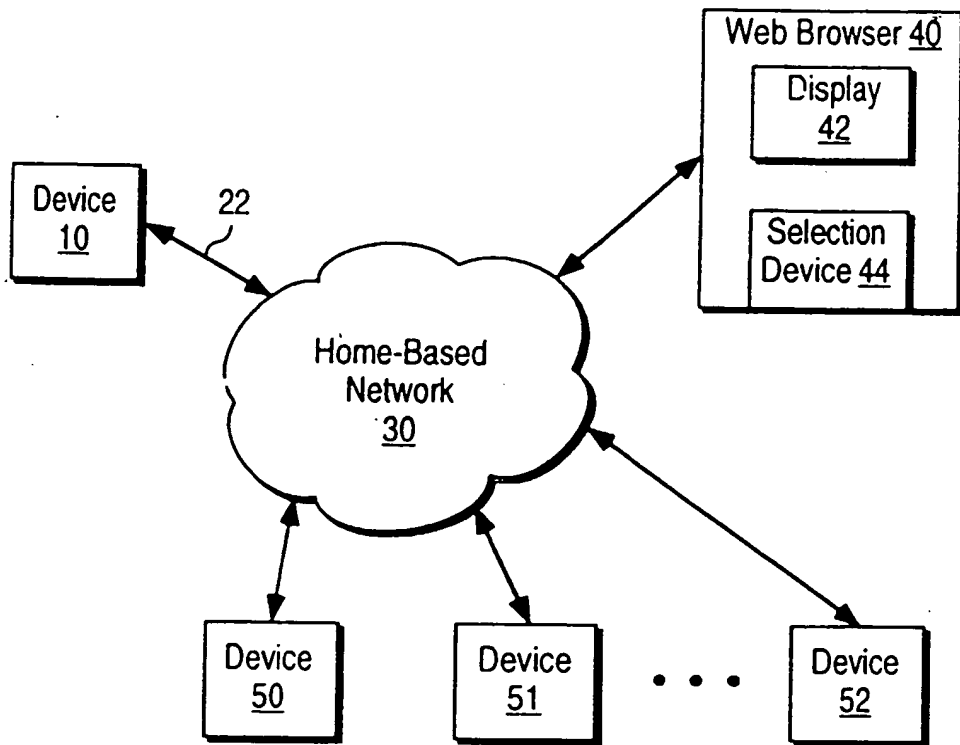 Web Browser 40
Display
42
Selection
Device 44
Device
10
22
Home-Based
Network
30
Device
50
Device
51
Device
52